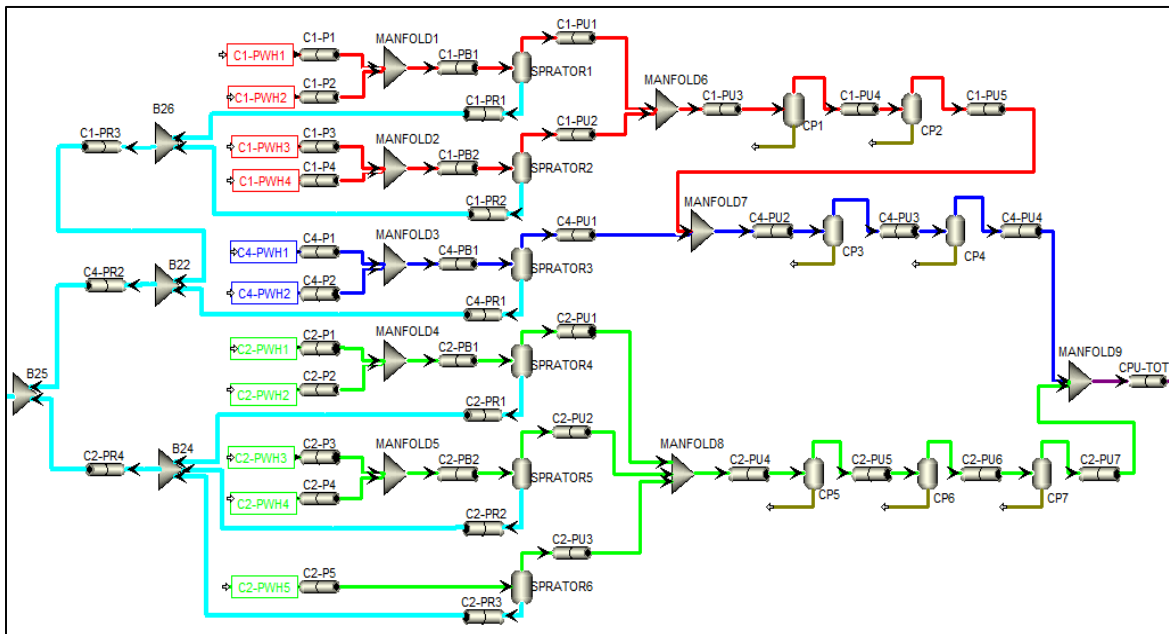 C1-PU1
C1-P1
MANFOLD1
C1-PWH1
C1-PB1
SPRATOR1
MANFOLD6
C1-P2
C1-PWH2
C1-PU3
C1-PU4
C1-PU5
B26
C1-PR1
C1-PU2
CP1
CP2
C1-PR3
C1-P3
MANFOLD2
C1-PWH3
C1-PB2
C1-P4
SPRATOR2
C1-PWH4
C1-PR2
MANFOLD7
C4-PU1
C4-P1
MANFOLD3
C4-PU2
C4-PU3
C4-PU4
C4-PWH1
C4-PB1
CP3
CP4
B22
C4-PR2
C4-P2
SPRATOR3
C4-PWH2
C4-PR1
C2-PU1
C2-P1
MANFOLD4
C2-PWH1
C2-PB1
MANFOLD9
CPU-TOT
SPRATOR4
B25
C2-P2
C2-PWH2
C2-PR1
C2-PU2
B24
C2-P3
MANFOLD5
MANFOLD8
C2-PR4
C2-PWH3
C2-PB2
C2-PU4
C2-PU5
C2-PU6
C2-PU7
SPRATOR5
C2-P4
C2-PWH4
CP5
CP6
CP7
C2-PR2
C2-PU3
C2-P5
C2-PWH5
SPRATOR6
C2-PR3